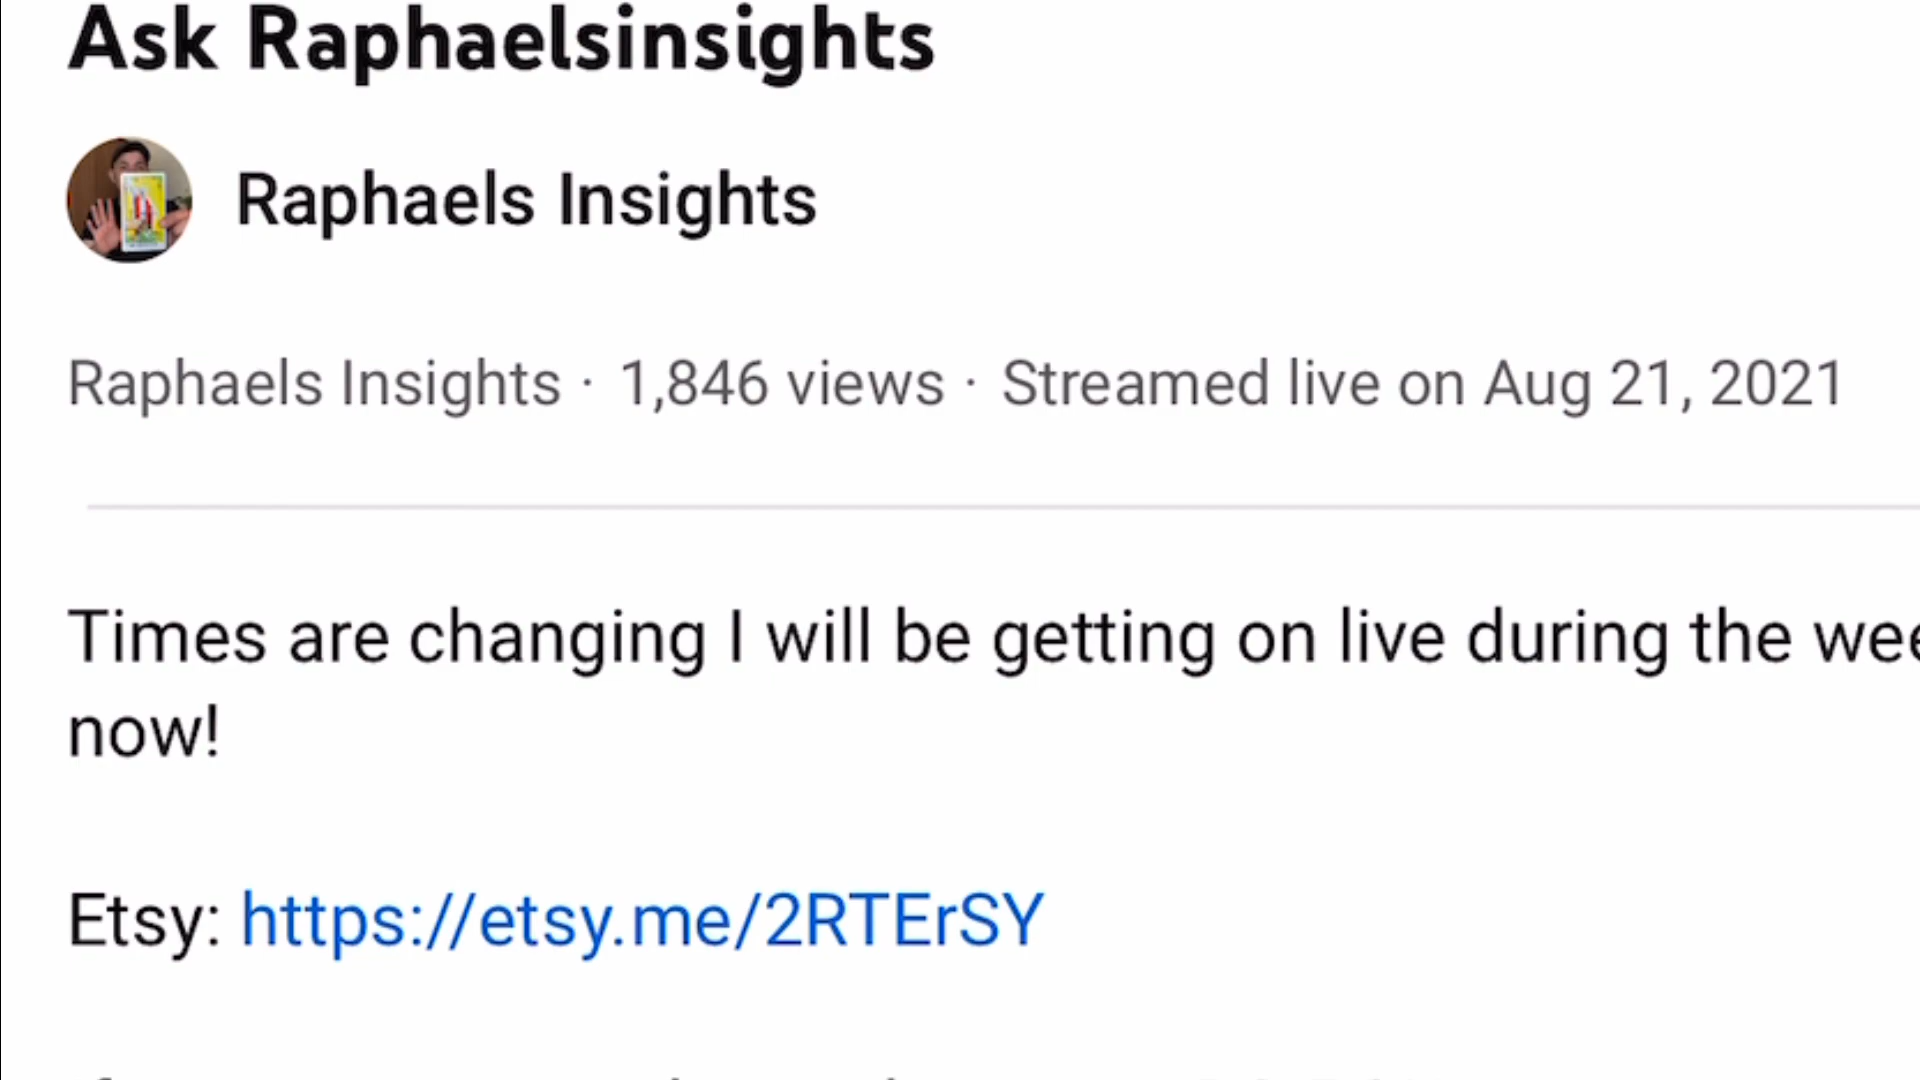 Ask Raphaelsinsights
Raphaels Insights
Raphaels Insights · 1,846 views · Streamed live on Aug 21, 2021
Times are changing I will be getting on live during the
now!
Etsy: https://etsy.me/2RTErSY